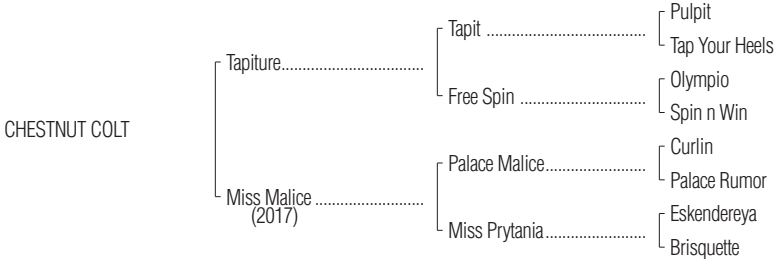 Pulpit
Tapit ........................................
Tap Your Heels
Tapiture...................................
Olympio
Free Spin ................................
Spin n Win
CHESTNUT COLT
Curlin
Palace Malice.........................
Palace Rumor
Miss Malice ...........................
(2017)
Eskendereya
Miss Prytania.........................
Brisquette